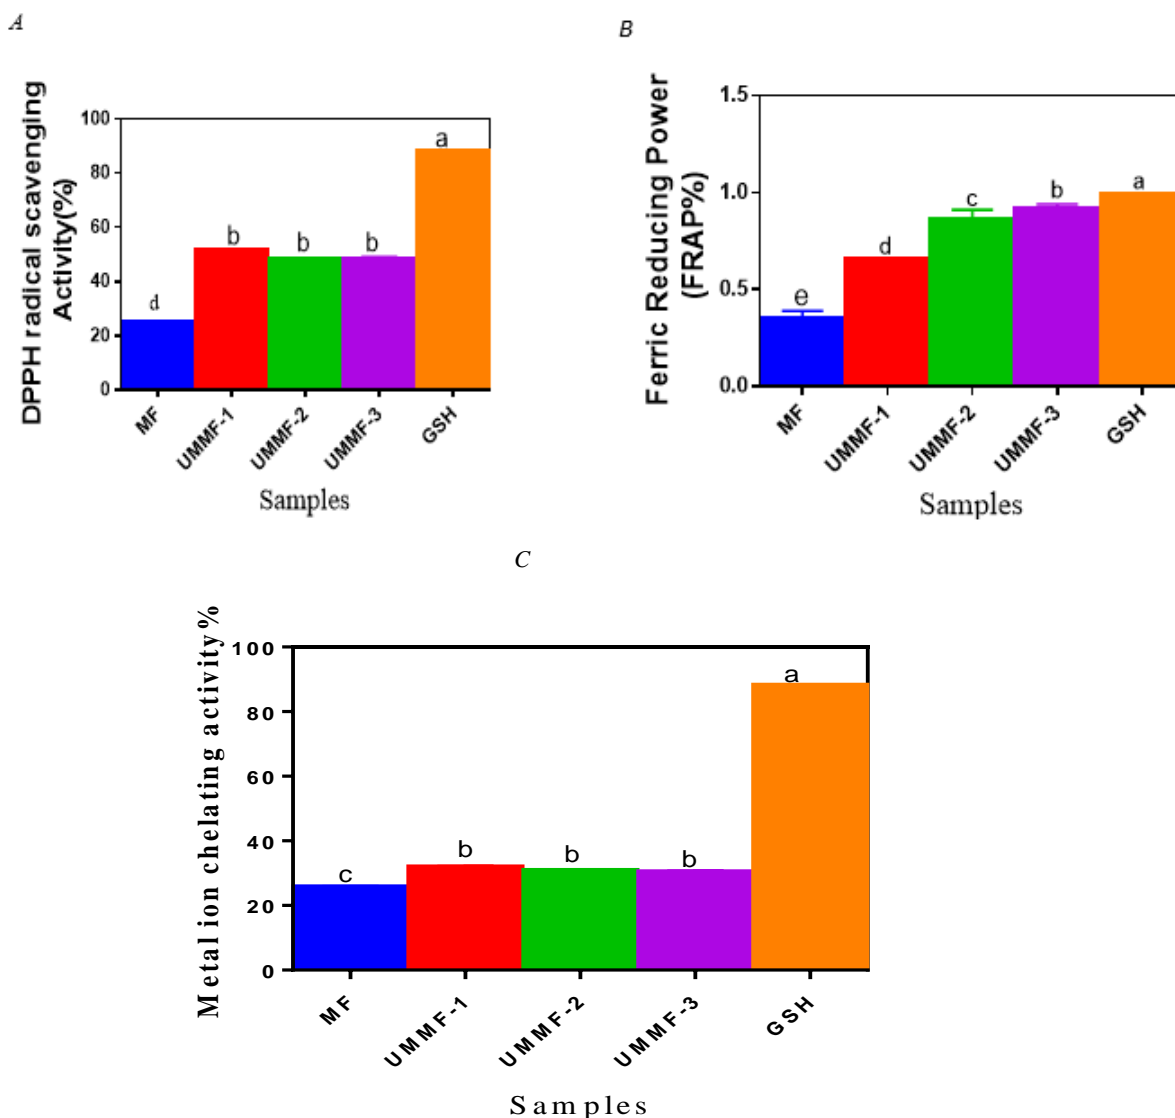 A
DPPH radical scavenging
Activity(%)
100
80
60
40
20
0
a
b
b
b
d
MF
UMMF-1
UMMF-2
UMMF-3
GSH
Samples
B
Ferric Reducing Power
(FRAP%)
1.5
1.0
0.5
0.0
e
d
c
b
a
MF
UMMF-1
UMMF-2
UMMF-3
GSH
Samples
C
Metal ion chelating activity%
100
80
60
40
20
0
c
b
b
b
a
MF
UMMF-1
UMMF-2
UMMF-3
GSH
Samples